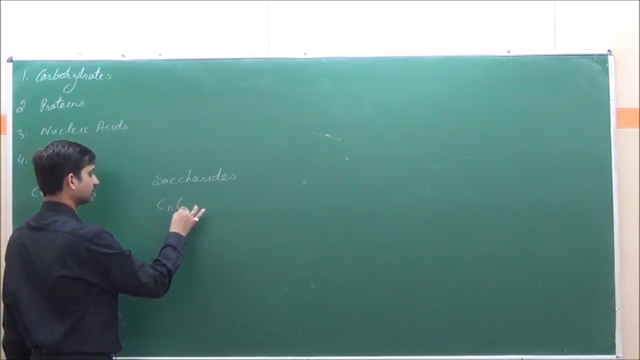 1. Carbohydrates
2 Proteins
3. Nucleic Acids
4.
Saccharides